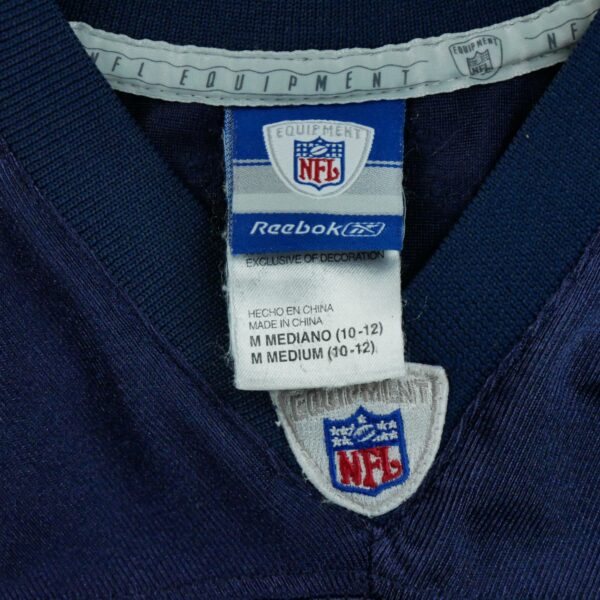 NFL EQUIPMENT
EQUIPMENT
NFL
NF
EQUIPMENT
NFL
Reebok
EXCLUSIVE OF DECORATION
HECHO EN CHINA
MADE IN CHINA
M MEDIANO (10-12)
M MEDIUM (10-12)
EQUIPMENT
NFL